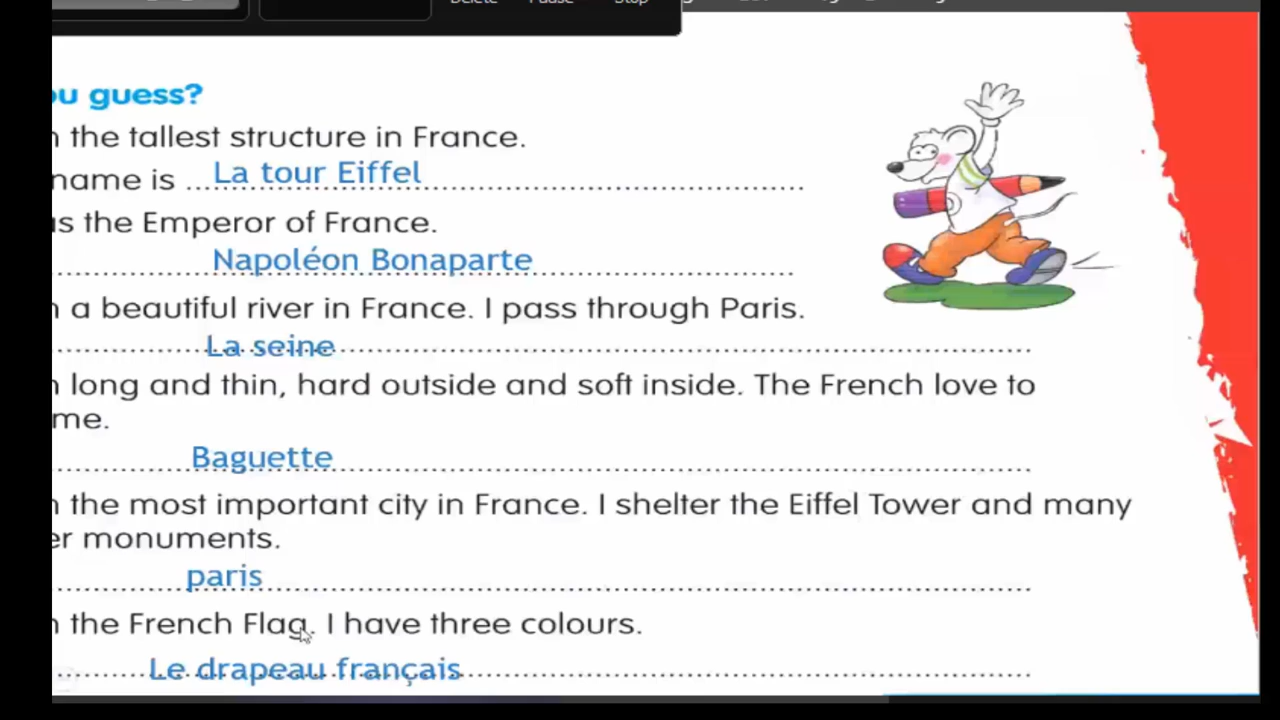 ou guess?
the tallest structure in France.
name is ... La tour Eiffel
the Emperor of France.
Napoléon Bonaparte
a beautiful river in France. I pass through Paris.
La seine
long and thin, hard outside and soft inside. The French love to
me.
Baguette
the most important city in France. I shelter the Eiffel Tower and many
er monuments.
paris
the French Flag. I have three colours.
Le drapeau français